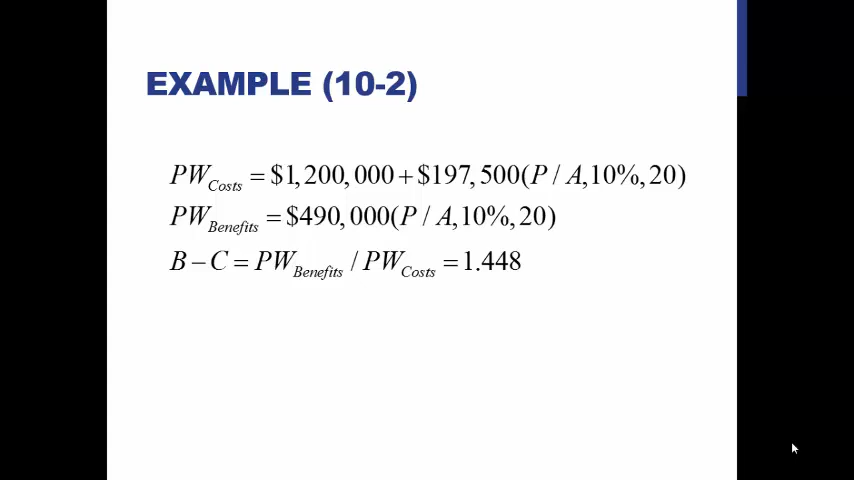 EXAMPLE (10-2)
PW_Costs = $1,200,000 + $197,500(P / A,10%,20)
PW_Benefits = $490,000(P / A,10%,20)
B − C = PW_Benefits / PW_Costs = 1.448